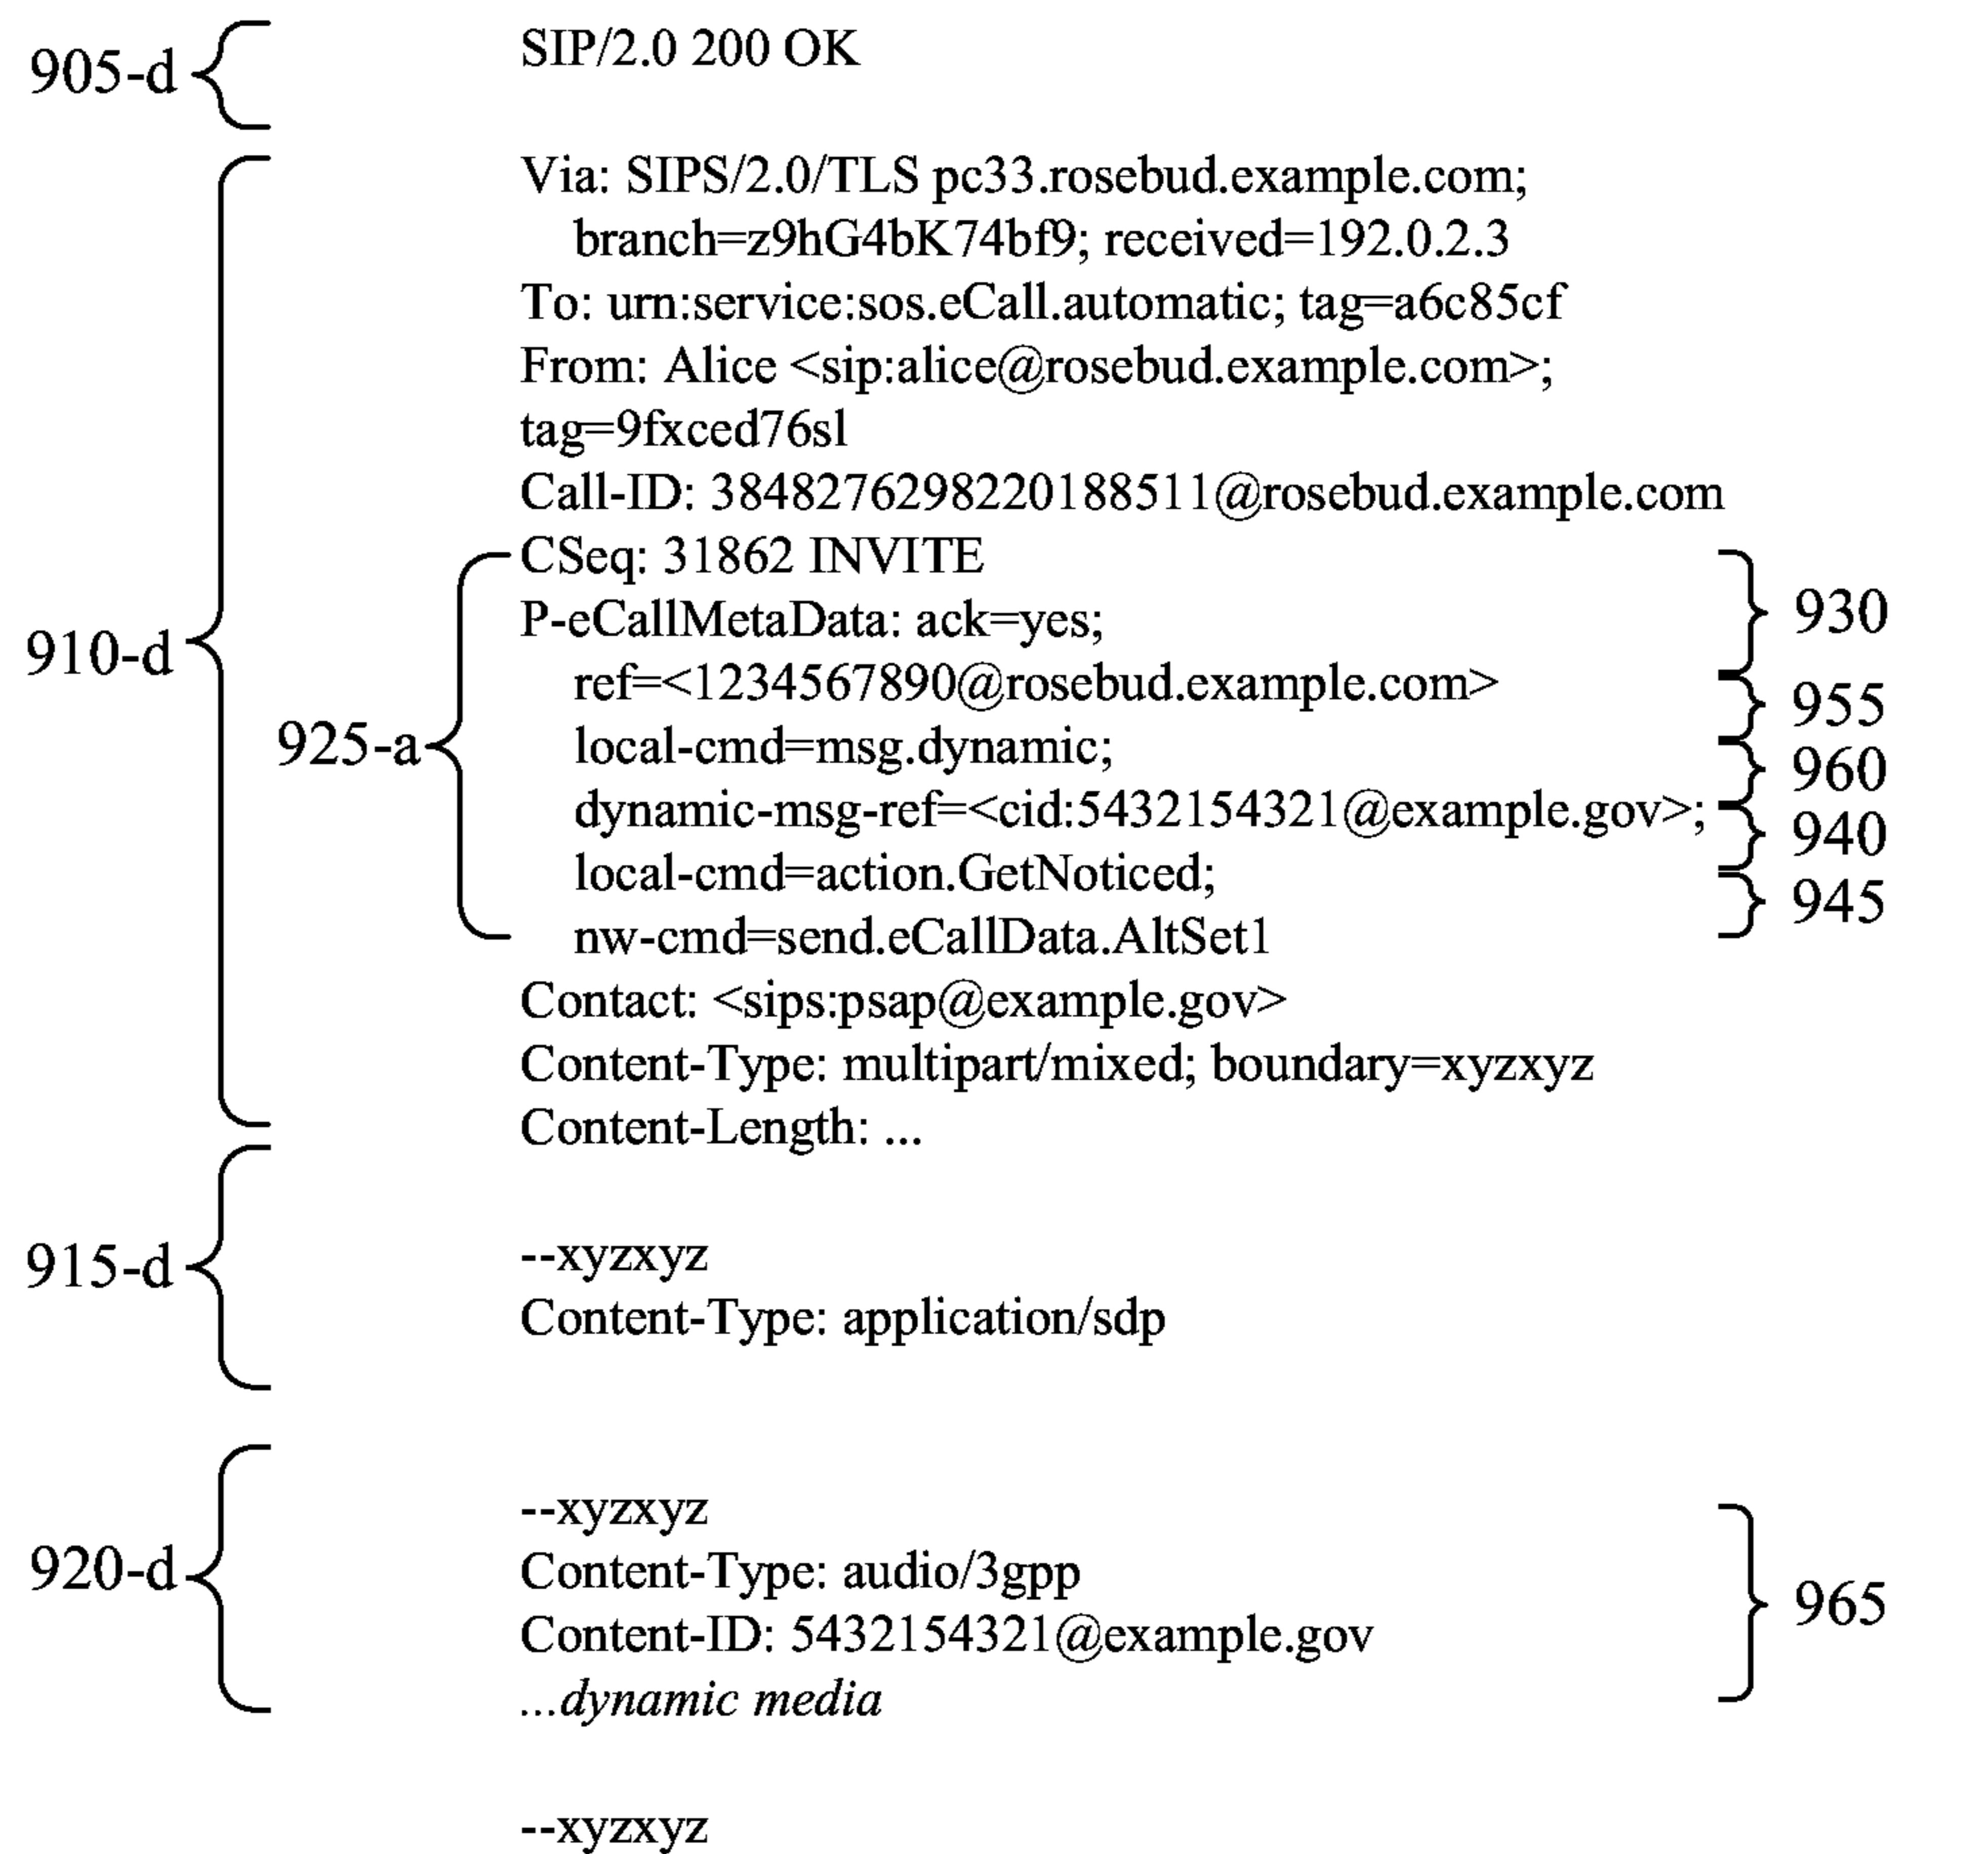 905-d
SIP/2.0 200 OK
910-d
Via: SIPS/2.0/TLS pc33.rosebud.example.com;
branch=z9hG4bK74bf9; received=192.0.2.3
To: urn:service:sos.eCall.automatic; tag=a6c85cf
From: Alice <sip:alice@rosebud.example.com>;
tag=9fxced76sl
Call-ID: 3848276298220188511@rosebud.example.com
925-a
CSeq: 31862 INVITE
P-eCallMetaData: ack=yes;
930
ref=<1234567890@rosebud.example.com>
955
local-cmd=msg.dynamic;
960
dynamic-msg-ref=<cid:5432154321@example.gov>;
940
local-cmd=action.GetNoticed;
945
nw-cmd=send.eCallData.AltSet1
Contact: <sips:psap@example.gov>
Content-Type: multipart/mixed; boundary=xyzxyz
Content-Length: ...
915-d
--xyzxyz
Content-Type: application/sdp
920-d
--xyzxyz
Content-Type: audio/3gpp
965
Content-ID: 5432154321@example.gov
...dynamic media
--xyzxyz